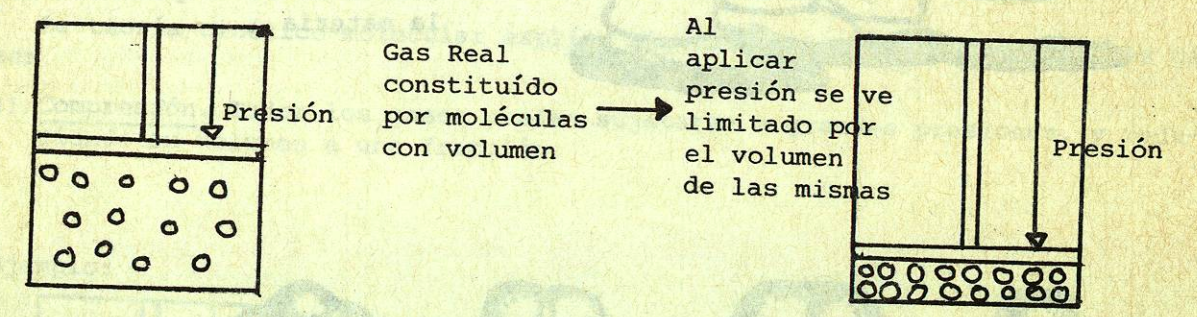 Presión
Gas Real
constituído
por moléculas
con volumen
Al
aplicar
presión se ve
limitado por
el volumen
de las mismas
Presión